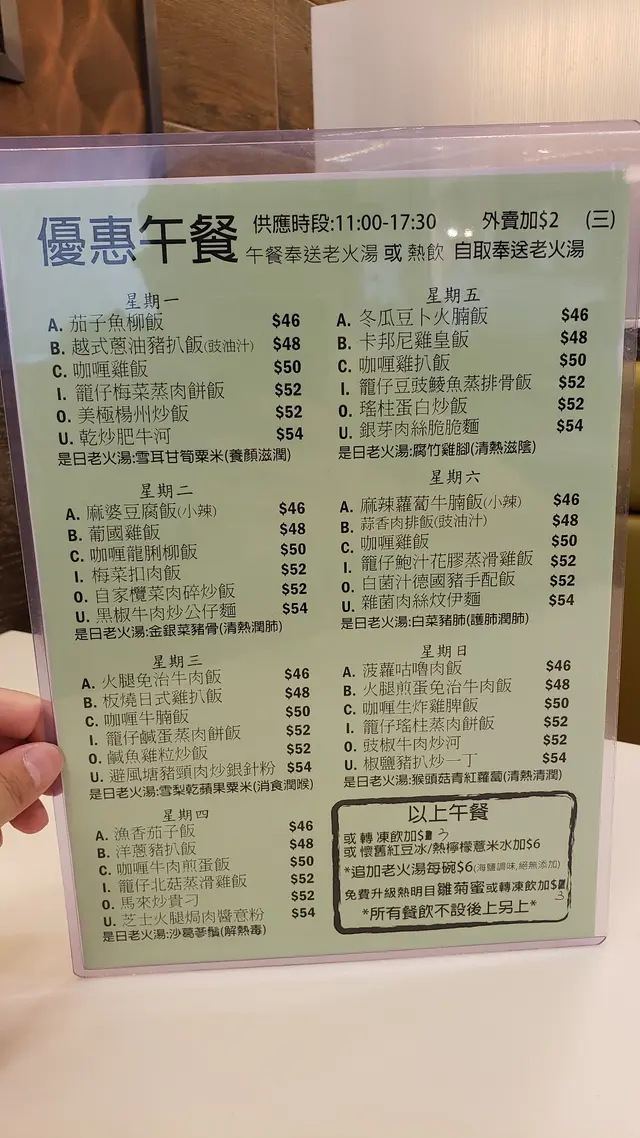 優惠午餐 供應時段:11:00-17:30 外賣加$2 (三)
午餐奉送老火湯 或 熱飲 自取奉送老火湯
星期一
A. 茄子魚柳飯 $46
B. 越式蔥油豬扒飯(豉油汁) $48
C. 咖喱雞飯 $50
I. 籠仔梅菜蒸肉餅飯 $52
O. 美極楊州炒飯 $52
U. 乾炒肥牛河 $54
是日老火湯:雪耳甘筍粟米(養顏滋潤)
星期二
A. 麻婆豆腐飯(小辣) $46
B. 葡國雞飯 $48
C. 咖喱龍脷柳飯 $50
I. 梅菜扣肉飯 $52
O. 自家欖菜肉碎炒飯 $52
U. 黑椒牛肉炒公仔麵 $54
是日老火湯:金銀菜豬骨(清熱潤肺)
星期三
A. 火腿免治牛肉飯 $46
B. 板燒日式雞扒飯 $48
C. 咖喱牛腩飯 $50
I. 籠仔鹹蛋蒸肉餅飯 $52
O. 鹹魚雞粒炒飯 $52
U. 避風塘豬頸肉炒銀針粉 $54
是日老火湯:雪梨乾蘋果粟米(消食潤喉)
星期四
A. 漁香茄子飯 $46
B. 洋蔥豬扒飯 $48
C. 咖喱牛肉煎蛋飯 $50
I. 籠仔北菇蒸滑雞飯 $52
O. 馬來炒貴刁 $52
U. 芝士火腿焗肉醬意粉 $54
是日老火湯:沙葛蔘鬚(解熱毒)
星期五
A. 冬瓜豆卜火腩飯 $46
B. 卡邦尼雞皇飯 $48
C. 咖喱雞扒飯 $50
I. 籠仔豆豉鯪魚蒸排骨飯 $52
O. 瑤柱蛋白炒飯 $52
U. 銀芽肉絲脆脆麵 $54
是日老火湯:腐竹雞腳(清熱滋陰)
星期六
A. 麻辣蘿蔔牛腩飯(小辣) $46
B. 蒜香肉排飯(豉油汁) $48
C. 咖喱雞飯 $50
I. 籠仔鮑汁花膠蒸滑雞飯 $52
O. 白菌汁德國豬手配飯 $52
U. 雜菌肉絲炆伊麵 $54
是日老火湯:白菜豬肺(護肺潤肺)
星期日
A. 菠蘿咕嚕肉飯 $46
B. 火腿煎蛋免治牛肉飯 $48
C. 咖喱生炸雞脾飯 $50
I. 籠仔瑤柱蒸肉餅飯 $52
O. 豉椒牛肉炒河 $52
U. 椒鹽豬扒炒一丁 $54
是日老火湯:猴頭菇青紅蘿蔔(清熱清潤)
以上午餐
或 轉 凍飲加$3
或 懷舊紅豆冰/熱檸檬薏米水加$6
*追加老火湯每碗$6(海鹽調味,絕無添加)
免費升級熱明目雛菊蜜或轉凍飲加$3
*所有餐飲不設後上另上*